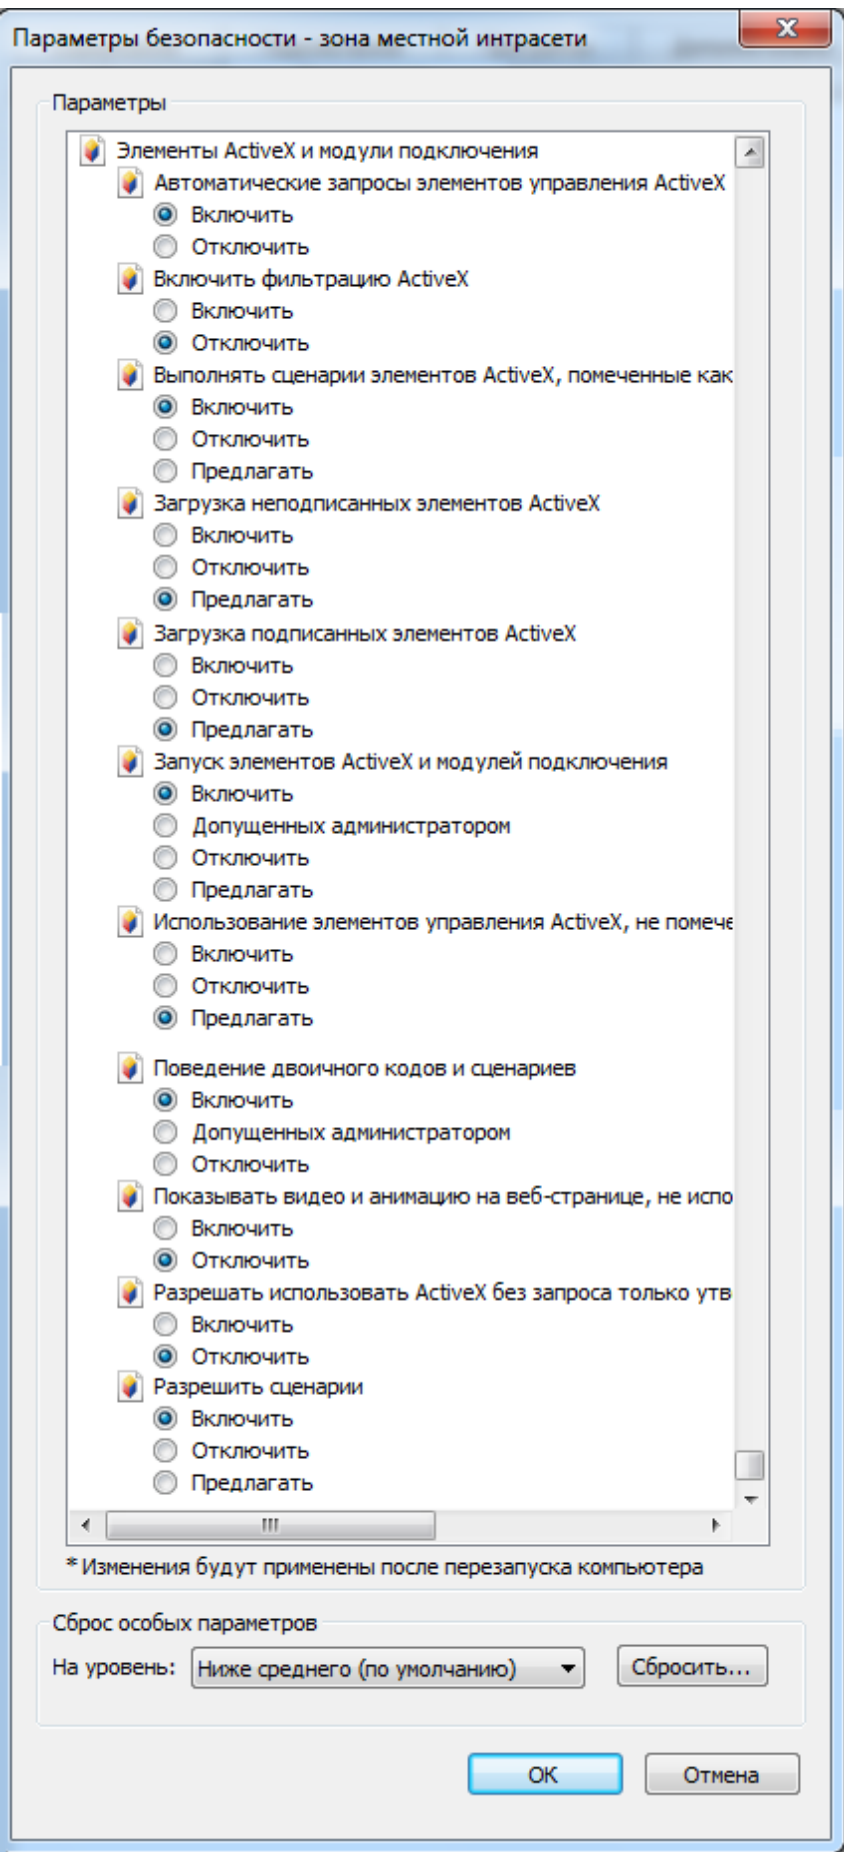 Параметры безопасности - зона местной интрасети
Параметры
Элементы ActiveX и модули подключения
Автоматические запросы элементов управления ActiveX
Включить
Отключить
Включить фильтрацию ActiveX
Включить
Отключить
Выполнять сценарии элементов ActiveX, помеченные как
Включить
Отключить
Предлагать
Загрузка неподписанных элементов ActiveX
Включить
Отключить
Предлагать
Загрузка подписанных элементов ActiveX
Включить
Отключить
Предлагать
Запуск элементов ActiveX и модулей подключения
Включить
Допущенных администратором
Отключить
Предлагать
Использование элементов управления ActiveX, не помече
Включить
Отключить
Предлагать
Поведение двоичного кодов и сценариев
Включить
Допущенных администратором
Отключить
Показывать видео и анимацию на веб-странице, не испо
Включить
Отключить
Разрешать использовать ActiveX без запроса только утв
Включить
Отключить
Разрешить сценарии
Включить
Отключить
Предлагать
* Изменения будут применены после перезапуска компьютера
Сброс особых параметров
На уровень: Ниже среднего (по умолчанию) Сбросить...
ОК Отмена